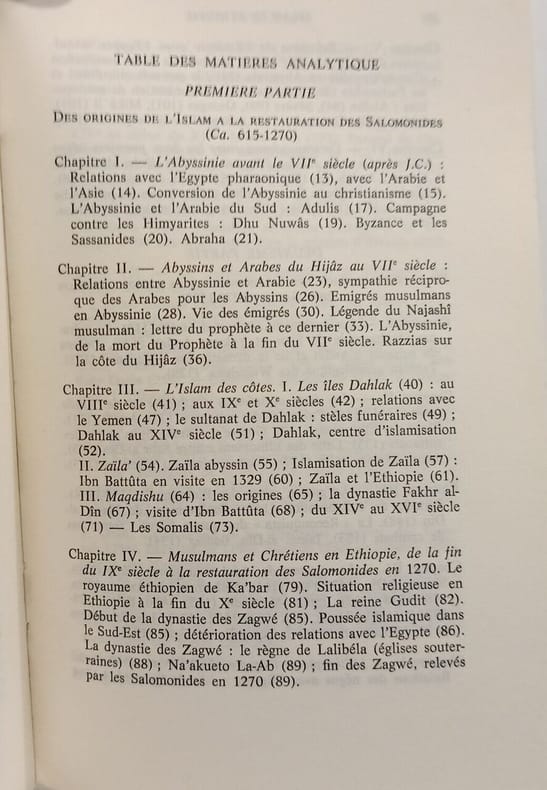 TABLE DES MATIERES ANALYTIQUE
PREMIERE PARTIE
DES ORIGINES DE L'ISLAM A LA RESTAURATION DES SALOMONIDES
(Ca. 615-1270)
Chapitre I. — L'Abyssinie avant le VIIe siècle (après J.C.) :
Relations avec l'Egypte pharaonique (13), avec l'Arabie et
l'Asie (14). Conversion de l'Abyssinie au christianisme (15).
L'Abyssinie et l'Arabie du Sud : Adulis (17). Campagne
contre les Himyarites : Dhu Nuwâs (19). Byzance et les
Sassanides (20). Abraha (21).
Chapitre II. — Abyssins et Arabes du Hijâz au VIIe siècle :
Relations entre Abyssinie et Arabie (23), sympathie récipro-
que des Arabes pour les Abyssins (26). Emigrés musulmans
en Abyssinie (28). Vie des émigrés (30). Légende du Najashî
musulman : lettre du prophète à ce dernier (33). L'Abyssinie,
de la mort du Prophète à la fin du VIIe siècle. Razzias sur
la côte du Hijâz (36).
Chapitre III. — L'Islam des côtes. I. Les îles Dahlak (40) : au
VIIIe siècle (41) ; aux IXe et Xe siècles (42) ; relations avec
le Yemen (47) ; le sultanat de Dahlak : stèles funéraires (49) ;
Dahlak au XIVe siècle (51) ; Dahlak, centre d'islamisation
(52).
II. Zaïla' (54). Zaïla abyssin (55) ; Islamisation de Zaïla (57) :
Ibn Battûta en visite en 1329 (60) ; Zaïla et l'Ethiopie (61).
III. Maqdishu (64) : les origines (65) ; la dynastie Fakhr al-
Dîn (67) ; visite d'Ibn Battûta (68) ; du XIVe au XVIe siècle
(71) — Les Somalis (73).
Chapitre IV. — Musulmans et Chrétiens en Ethiopie, de la fin
du IXe siècle à la restauration des Salomonides en 1270. Le
royaume éthiopien de Ka'bar (79). Situation religieuse en
Ethiopie à la fin du Xe siècle (81) ; La reine Gudit (82).
Début de la dynastie des Zagwé (85). Poussée islamique dans
le Sud-Est (85) ; détérioration des relations avec l'Egypte (86).
La dynastie des Zagwé : le règne de Lalibéla (églises souter-
raines) (88) ; Na'akueto La-Ab (89) ; fin des Zagwé, relevés
par les Salomonides en 1270 (89).